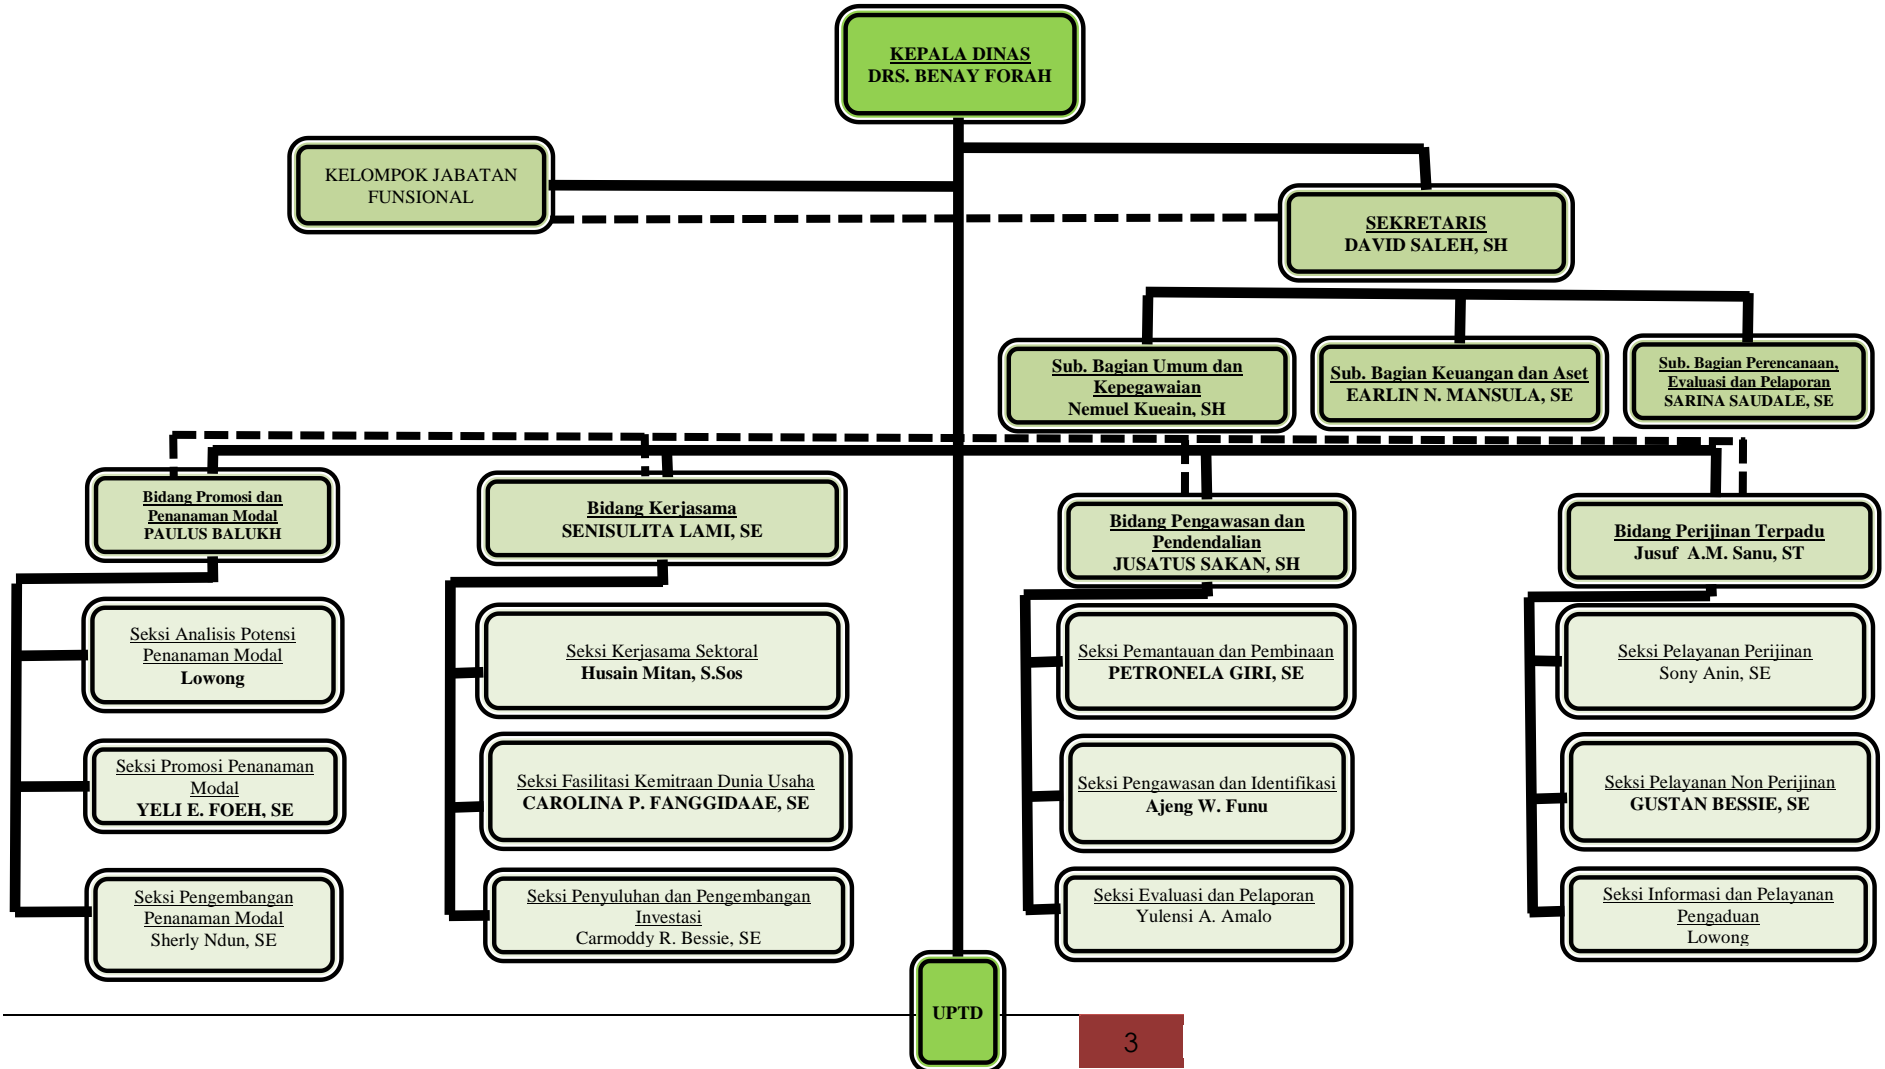 KEPALA DINAS
DRS. BENAY FORAH
KELOMPOK JABATAN
FUNSIONAL
SEKRETARIS
DAVID SALEH, SH
Sub. Bagian Umum dan
Kepegawaian
Nemuel Kueain, SH
Sub. Bagian Keuangan dan Aset
EARLIN N. MANSULA, SE
Sub. Bagian Perencanaan,
Evaluasi dan Pelaporan
SARINA SAUDALE, SE
Bidang Promosi dan
Penanaman Modal
PAULUS BALUKH
Bidang Kerjasama
SENISULITA LAMI, SE
Bidang Pengawasan dan
Pendendalian
JUSATUS SAKAN, SH
Bidang Perijinan Terpadu
Jusuf A.M. Sanu, ST
Seksi Analisis Potensi
Penanaman Modal
Lowong
Seksi Kerjasama Sektoral
Husain Mitan, S.Sos
Seksi Pemantauan dan Pembinaan
PETRONELA GIRI, SE
Seksi Pelayanan Perijinan
Sony Anin, SE
Seksi Promosi Penanaman
Modal
YELI E. FOEH, SE
Seksi Fasilitasi Kemitraan Dunia Usaha
CAROLINA P. FANGGIDAAE, SE
Seksi Pengawasan dan Identifikasi
Ajeng W. Funu
Seksi Pelayanan Non Perijinan
GUSTAN BESSIE, SE
Seksi Pengembangan
Penanaman Modal
Sherly Ndun, SE
Seksi Penyuluhan dan Pengembangan
Investasi
Carmoddy R. Bessie, SE
Seksi Evaluasi dan Pelaporan
Yulensi A. Amalo
Seksi Informasi dan Pelayanan
Pengaduan
Lowong
UPTD
3